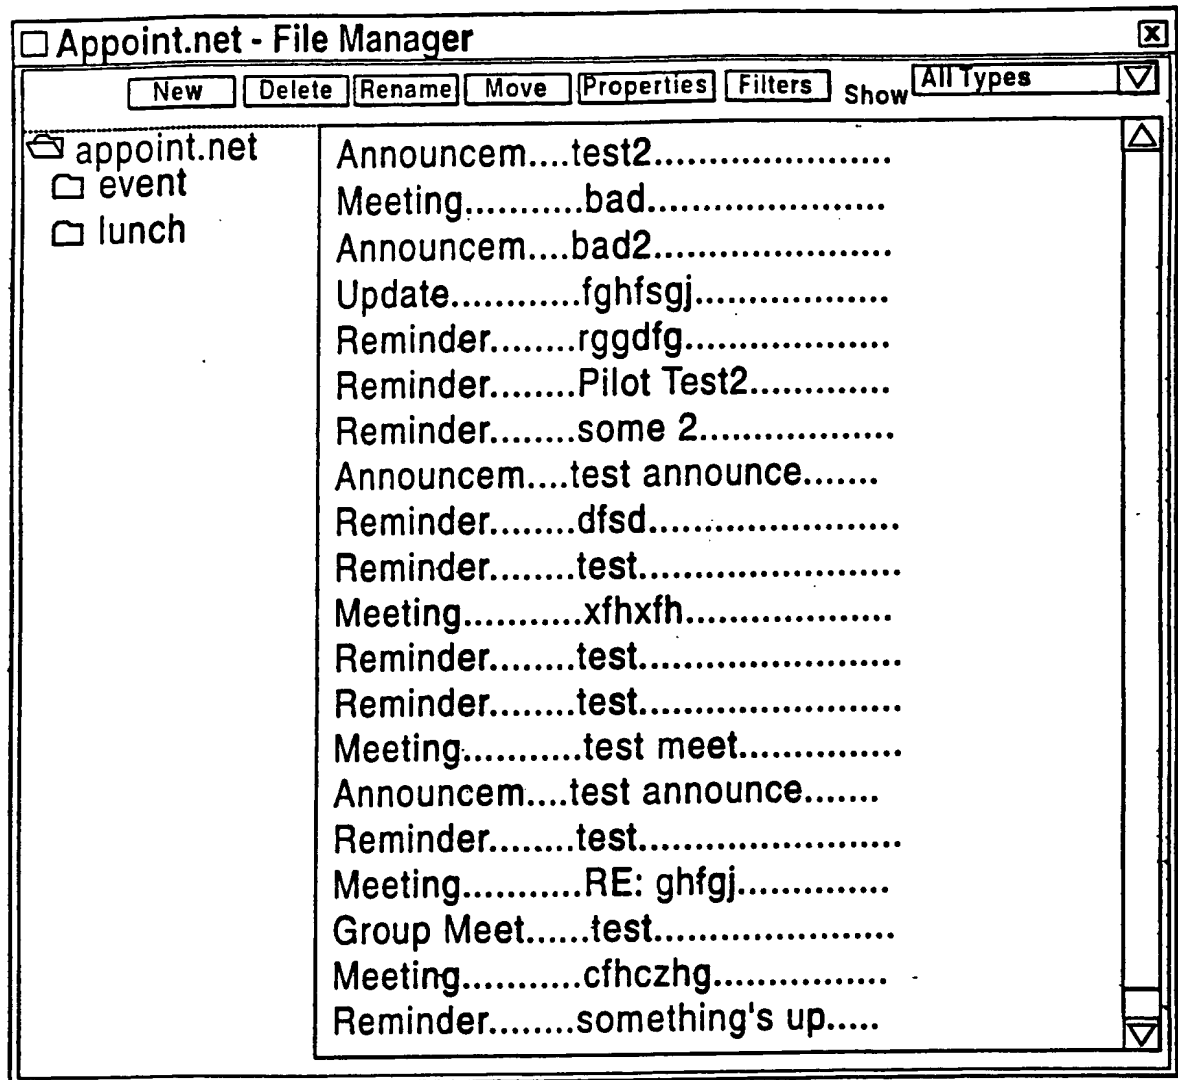 Appoint.net - File Manager
New Delete Rename Move Properties Filters Show All Types
appoint.net
event
lunch
Announcem....test2......................
Meeting...........bad......................
Announcem....bad2......................
Update............fghfsgj..................
Reminder........rggdfg...................
Reminder........Pilot Test2.............
Reminder........some 2..................
Announcem....test announce.......
Reminder........dfsd.......................
Reminder........test........................
Meeting...........xfhxfh...................
Reminder........test........................
Reminder........test........................
Meeting...........test meet...............
Announcem....test announce.......
Reminder........test........................
Meeting...........RE: ghfgj..............
Group Meet......test......................
Meeting...........cfhczhg................
Reminder........something's up.....